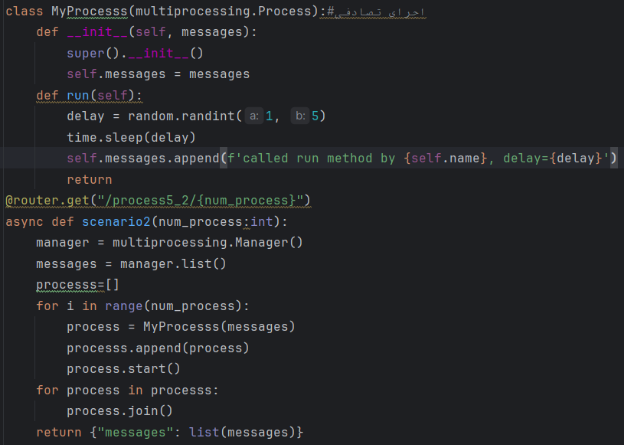 class MyProcesss(multiprocessing.Process):#اجرای تصادفی
    def __init__(self, messages):
        super().__init__()
        self.messages = messages
    def run(self):
        delay = random.randint( a: 1, b: 5)
        time.sleep(delay)
        self.messages.append(f'called run method by {self.name}, delay={delay}')
        return
@router.get("/process5_2/{num_process}")
async def scenario2(num_process:int):
    manager = multiprocessing.Manager()
    messages = manager.list()
    processs=[]
    for i in range(num_process):
        process = MyProcesss(messages)
        processs.append(process)
        process.start()
    for process in processs:
        process.join()
    return {"messages": list(messages)}